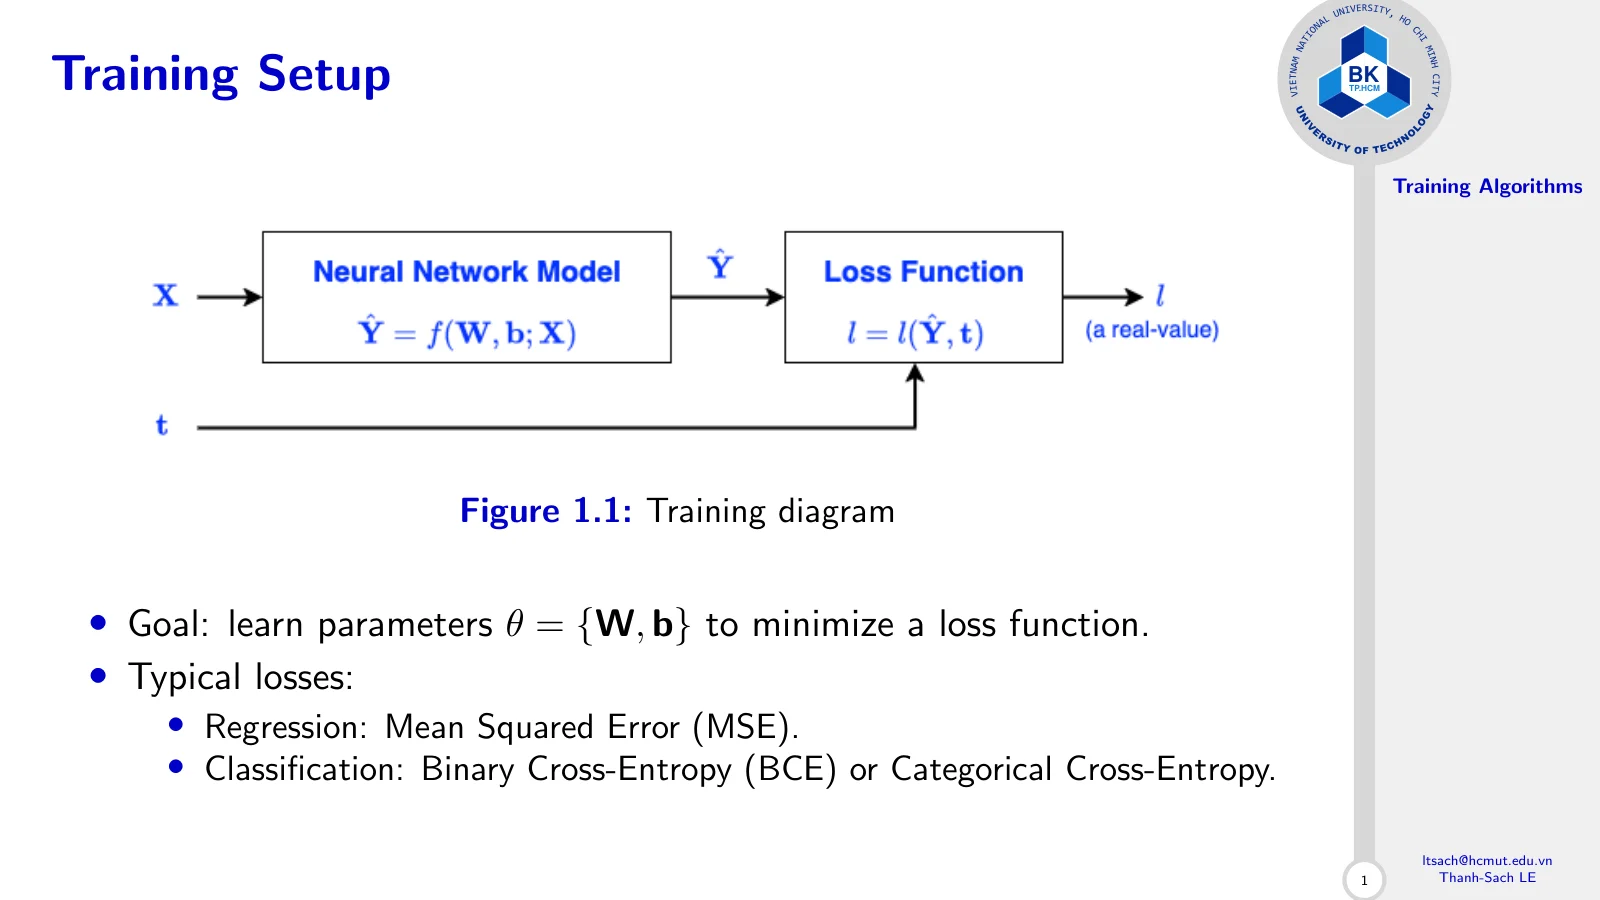 Training Setup
VIETNAM NATIONAL UNIVERSITY, HO CHI MINH CITY
BK
TP.HCM
UNIVERSITY OF TECHNOLOGY
Training Algorithms
X
Neural Network Model
Ŷ = f(W, b; X)
Ŷ
Loss Function
l = l(Ŷ, t)
l
(a real-value)
t
Figure 1.1: Training diagram
• Goal: learn parameters θ = {W, b} to minimize a loss function.
• Typical losses:
• Regression: Mean Squared Error (MSE).
• Classification: Binary Cross-Entropy (BCE) or Categorical Cross-Entropy.
ltsach@hcmut.edu.vn
Thanh-Sach LE
1